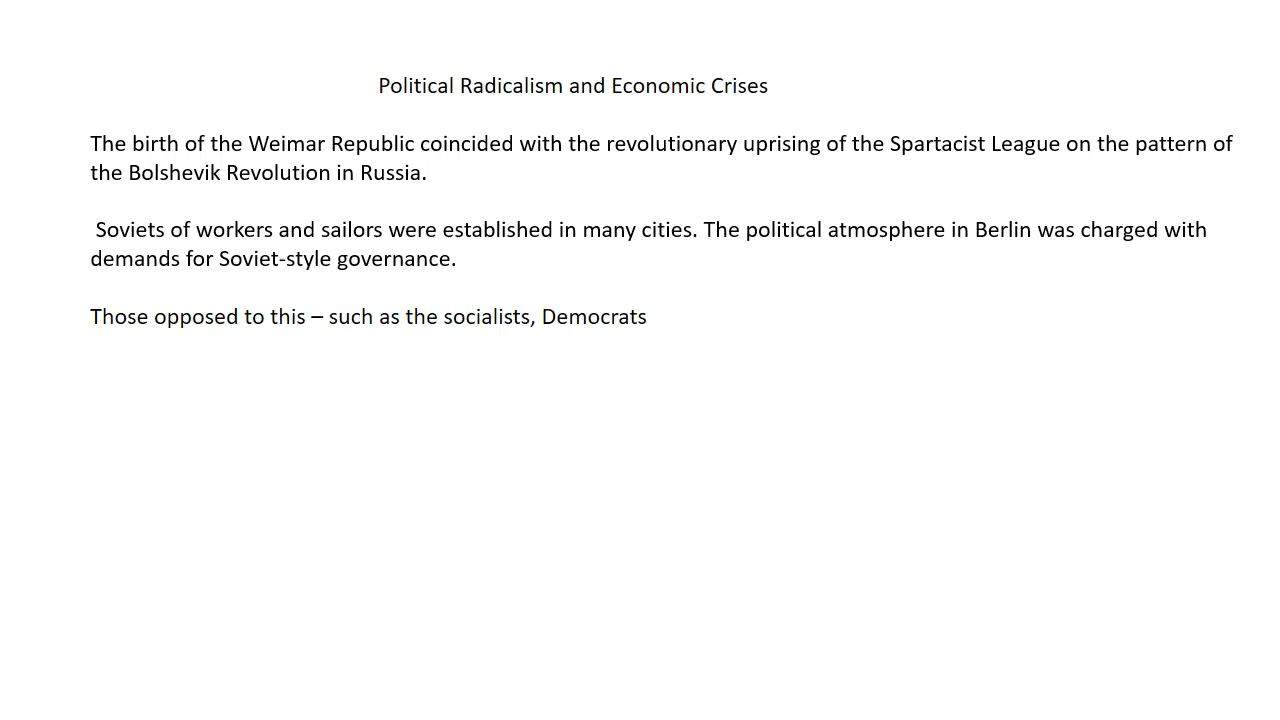 Political Radicalism and Economic Crises
The birth of the Weimar Republic coincided with the revolutionary uprising of the Spartacist League on the pattern of
the Bolshevik Revolution in Russia.
Soviets of workers and sailors were established in many cities. The political atmosphere in Berlin was charged with
demands for Soviet-style governance.
Those opposed to this – such as the socialists, Democrats